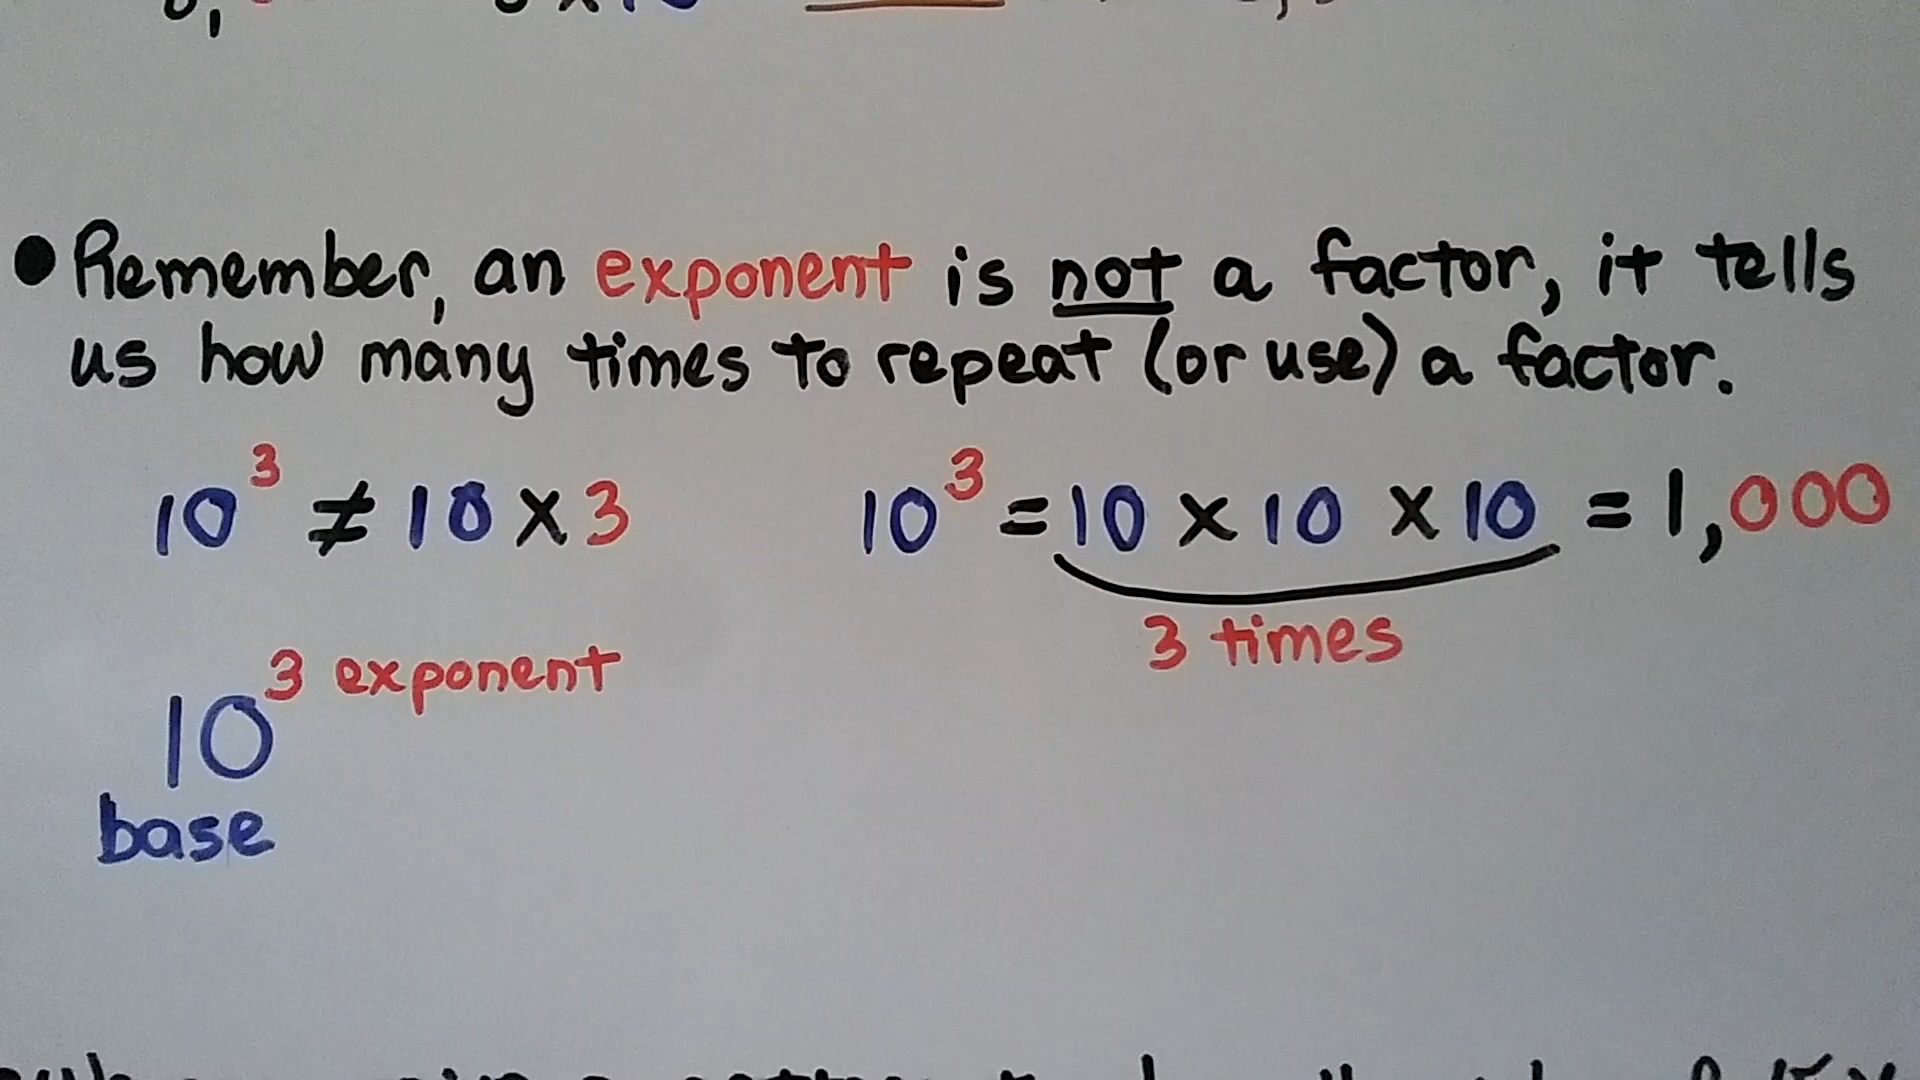 • Remember, an exponent is not a factor, it tells
us how many times to repeat (or use) a factor.
10³ ≠ 10 × 3
10³ = 10 × 10 × 10 = 1,000
3 times
10³ exponent
base